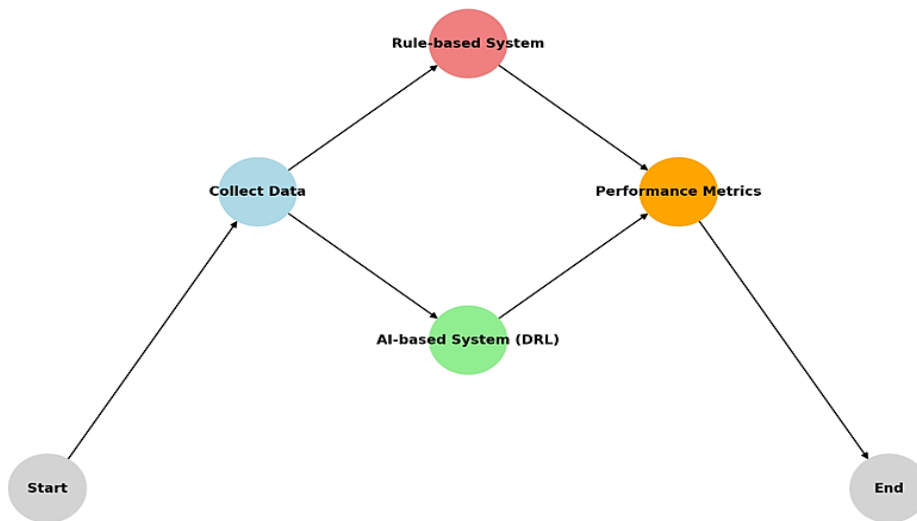 Rule-based System
Collect Data
Performance Metrics
AI-based System (DRL)
Start
End